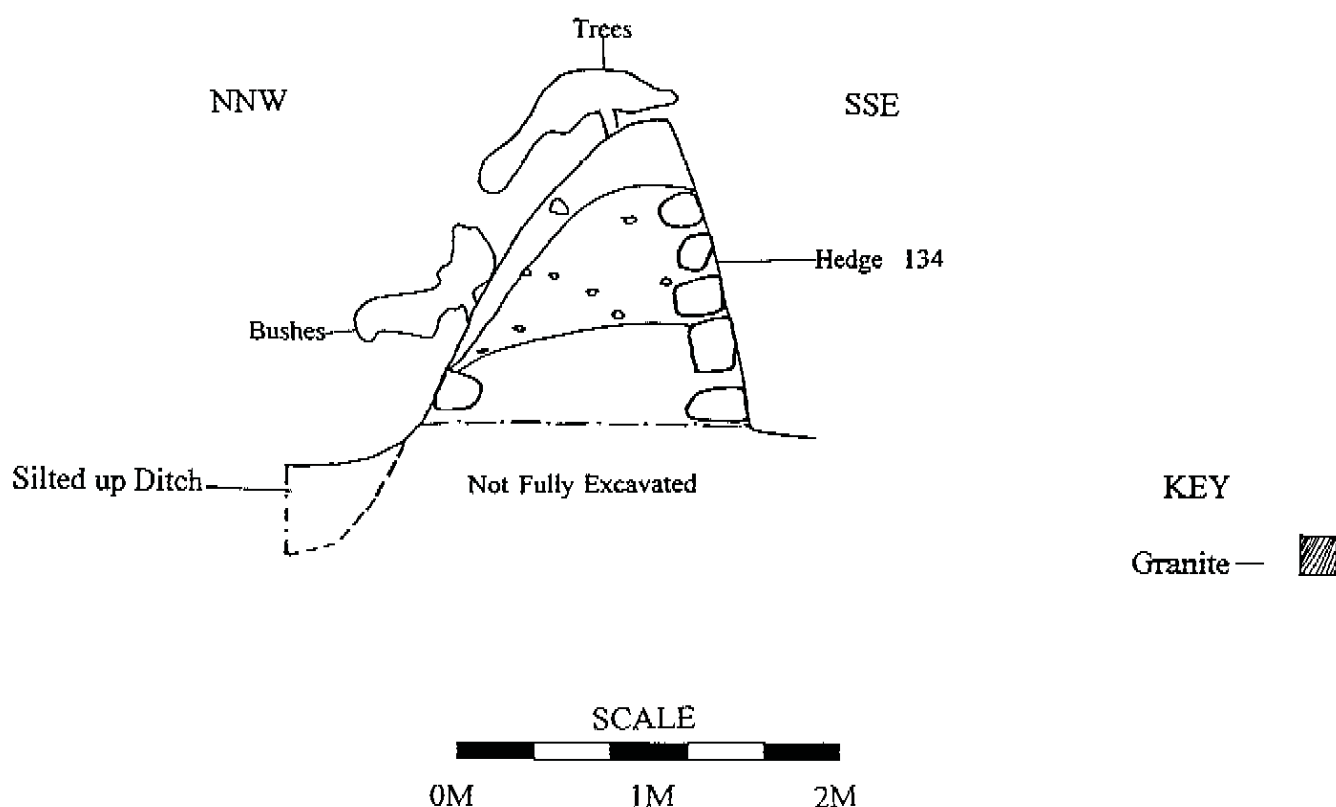 Trees
NNW
SSE
Hedge 134
Bushes
Silted up Ditch
Not Fully Excavated
KEY
Granite
SCALE
0M 1M 2M